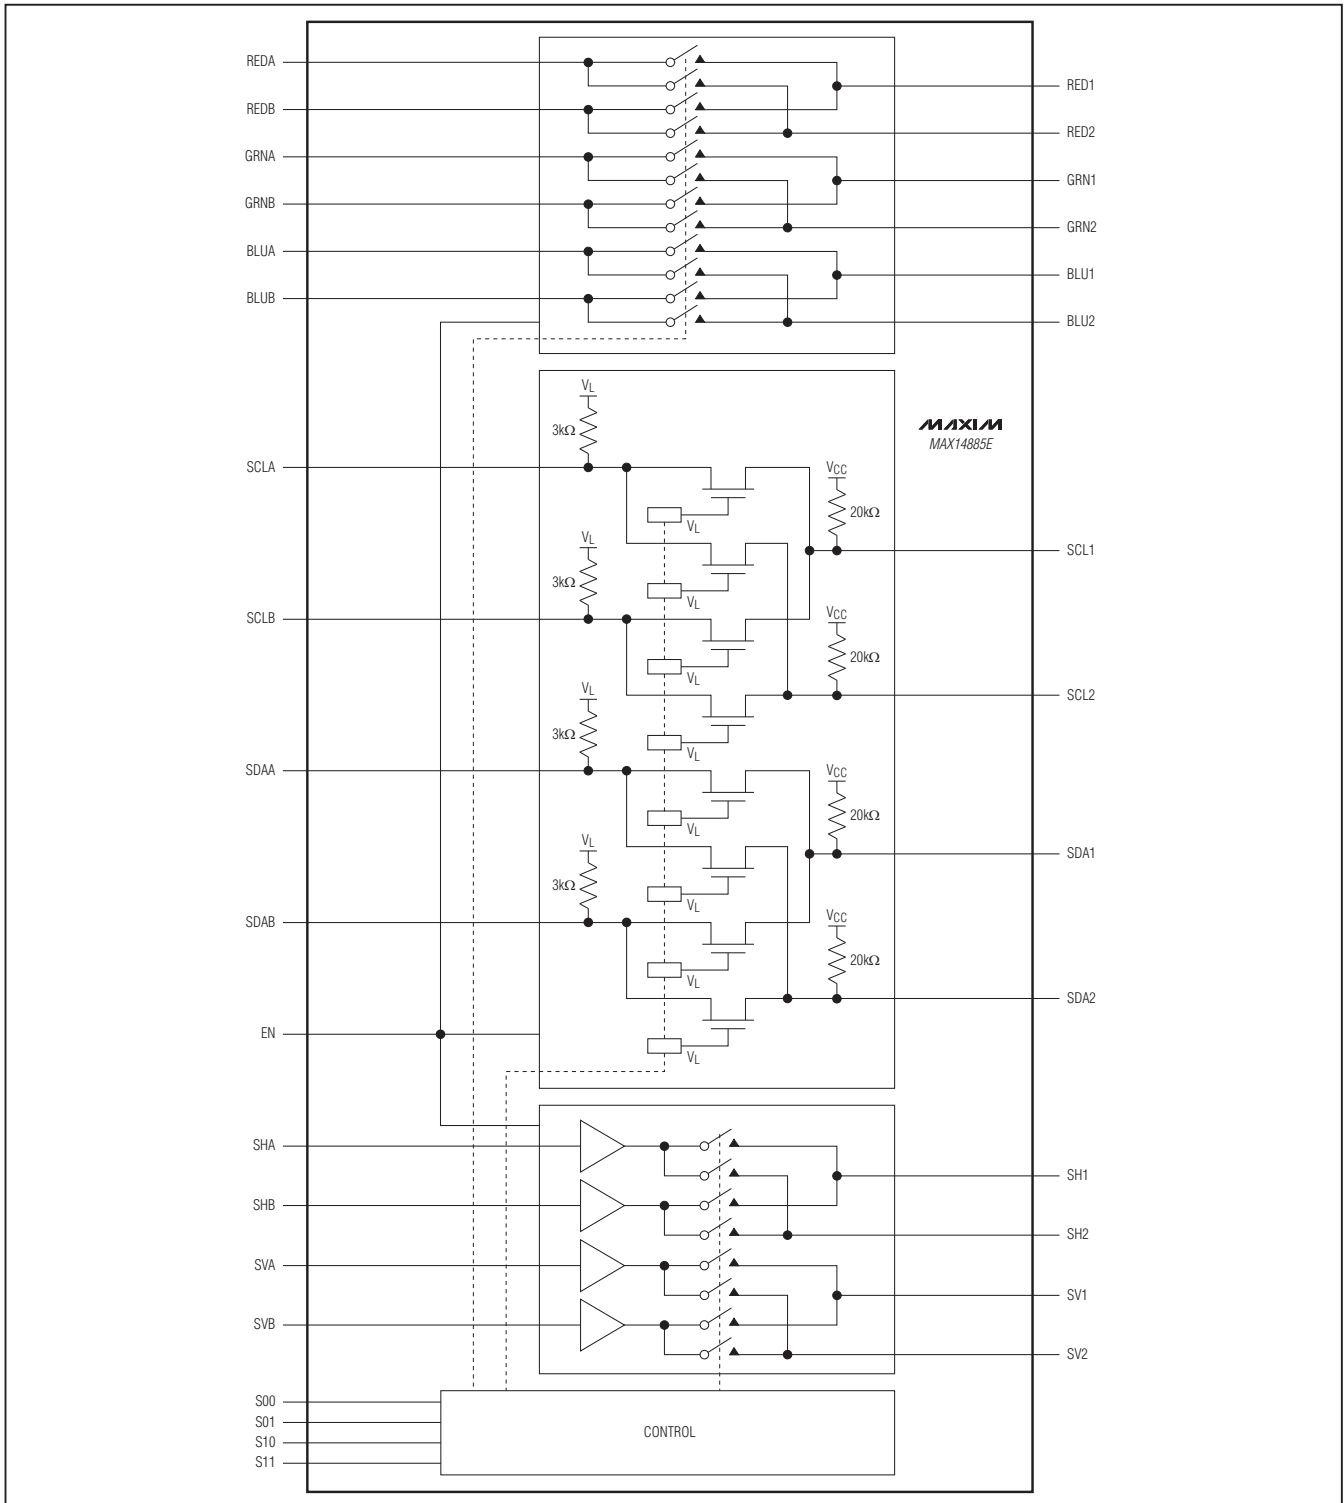 REDA
RED1
REDB
RED2
GRNA
GRN1
GRNB
GRN2
BLUA
BLU1
BLUB
BLU2
VL
3kΩ
MAXIM
MAX14885E
SCLA
VCC
20kΩ
VL
VL
SCL1
3kΩ
VL
SCLB
VCC
20kΩ
VL
VL
SCL2
3kΩ
VL
SDAA
VCC
20kΩ
VL
VL
SDA1
3kΩ
VL
SDAB
VCC
20kΩ
VL
SDA2
EN
VL
SHA
SH1
SHB
SH2
SVA
SV1
SVB
SV2
S00
S01
S10
S11
CONTROL